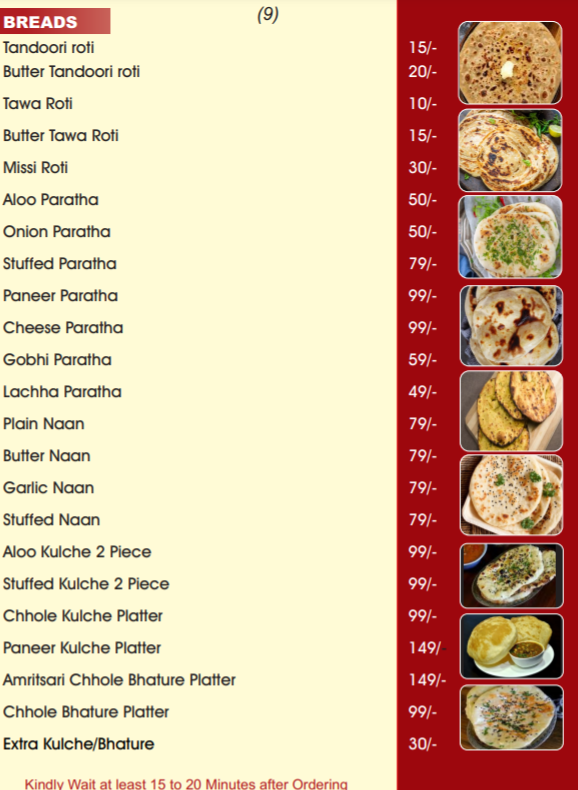 (9)
BREADS
Tandoori roti 15/-
Butter Tandoori roti 20/-
Tawa Roti 10/-
Butter Tawa Roti 15/-
Missi Roti 30/-
Aloo Paratha 50/-
Onion Paratha 50/-
Stuffed Paratha 79/-
Paneer Paratha 99/-
Cheese Paratha 99/-
Gobhi Paratha 59/-
Lachha Paratha 49/-
Plain Naan 79/-
Butter Naan 79/-
Garlic Naan 79/-
Stuffed Naan 79/-
Aloo Kulche 2 Piece 99/-
Stuffed Kulche 2 Piece 99/-
Chhole Kulche Platter 99/-
Paneer Kulche Platter 149/-
Amritsari Chhole Bhature Platter 149/-
Chhole Bhature Platter 99/-
Extra Kulche/Bhature 30/-
Kindly Wait at least 15 to 20 Minutes after Ordering